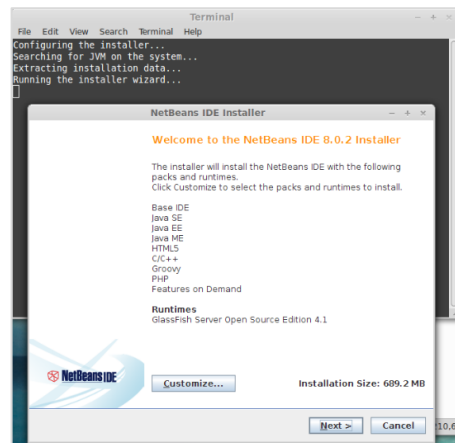 Terminal
File Edit View Search Terminal Help
Configuring the installer...
Searching for JVM on the system...
Extracting installation data...
Running the installer wizard...
NetBeans IDE Installer
Welcome to the NetBeans IDE 8.0.2 Installer
The installer will install the NetBeans IDE with the following
packs and runtimes.
Click Customize to select the packs and runtimes to install.
Base IDE
Java SE
Java EE
Java ME
HTML5
C/C++
Groovy
PHP
Features on Demand
Runtimes
GlassFish Server Open Source Edition 4.1
NetBeans IDE
Customize...
Installation Size: 689.2 MB
Next >
Cancel